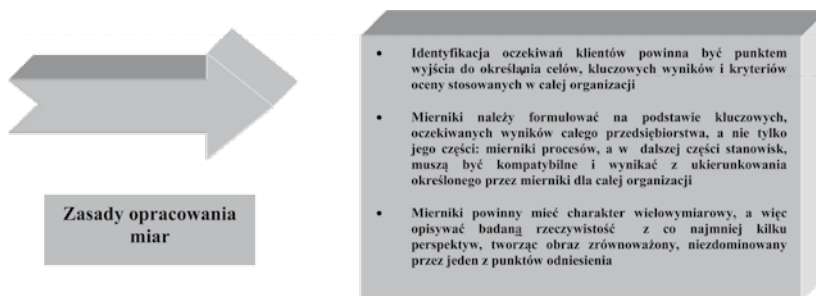 • Identyfikacja oczekiwań klientów powinna być punktem
wyjścia do określania celów, kluczowych wyników i kryteriów
oceny stosowanych w całej organizacji
• Mierniki należy formułować na podstawie kluczowych,
oczekiwanych wyników całego przedsiębiorstwa, a nie tylko
jego części: mierniki procesów, a w dalszej części stanowisk,
muszą być kompatybilne i wynikać z ukierunkowania
określonego przez mierniki dla całej organizacji
• Mierniki powinny mieć charakter wielowymiarowy, a więc
opisywać badaną rzeczywistość z co najmniej kilku
perspektyw, tworząc obraz zrównoważony, niezdominowany
przez jeden z punktów odniesienia
Zasady opracowania
miar